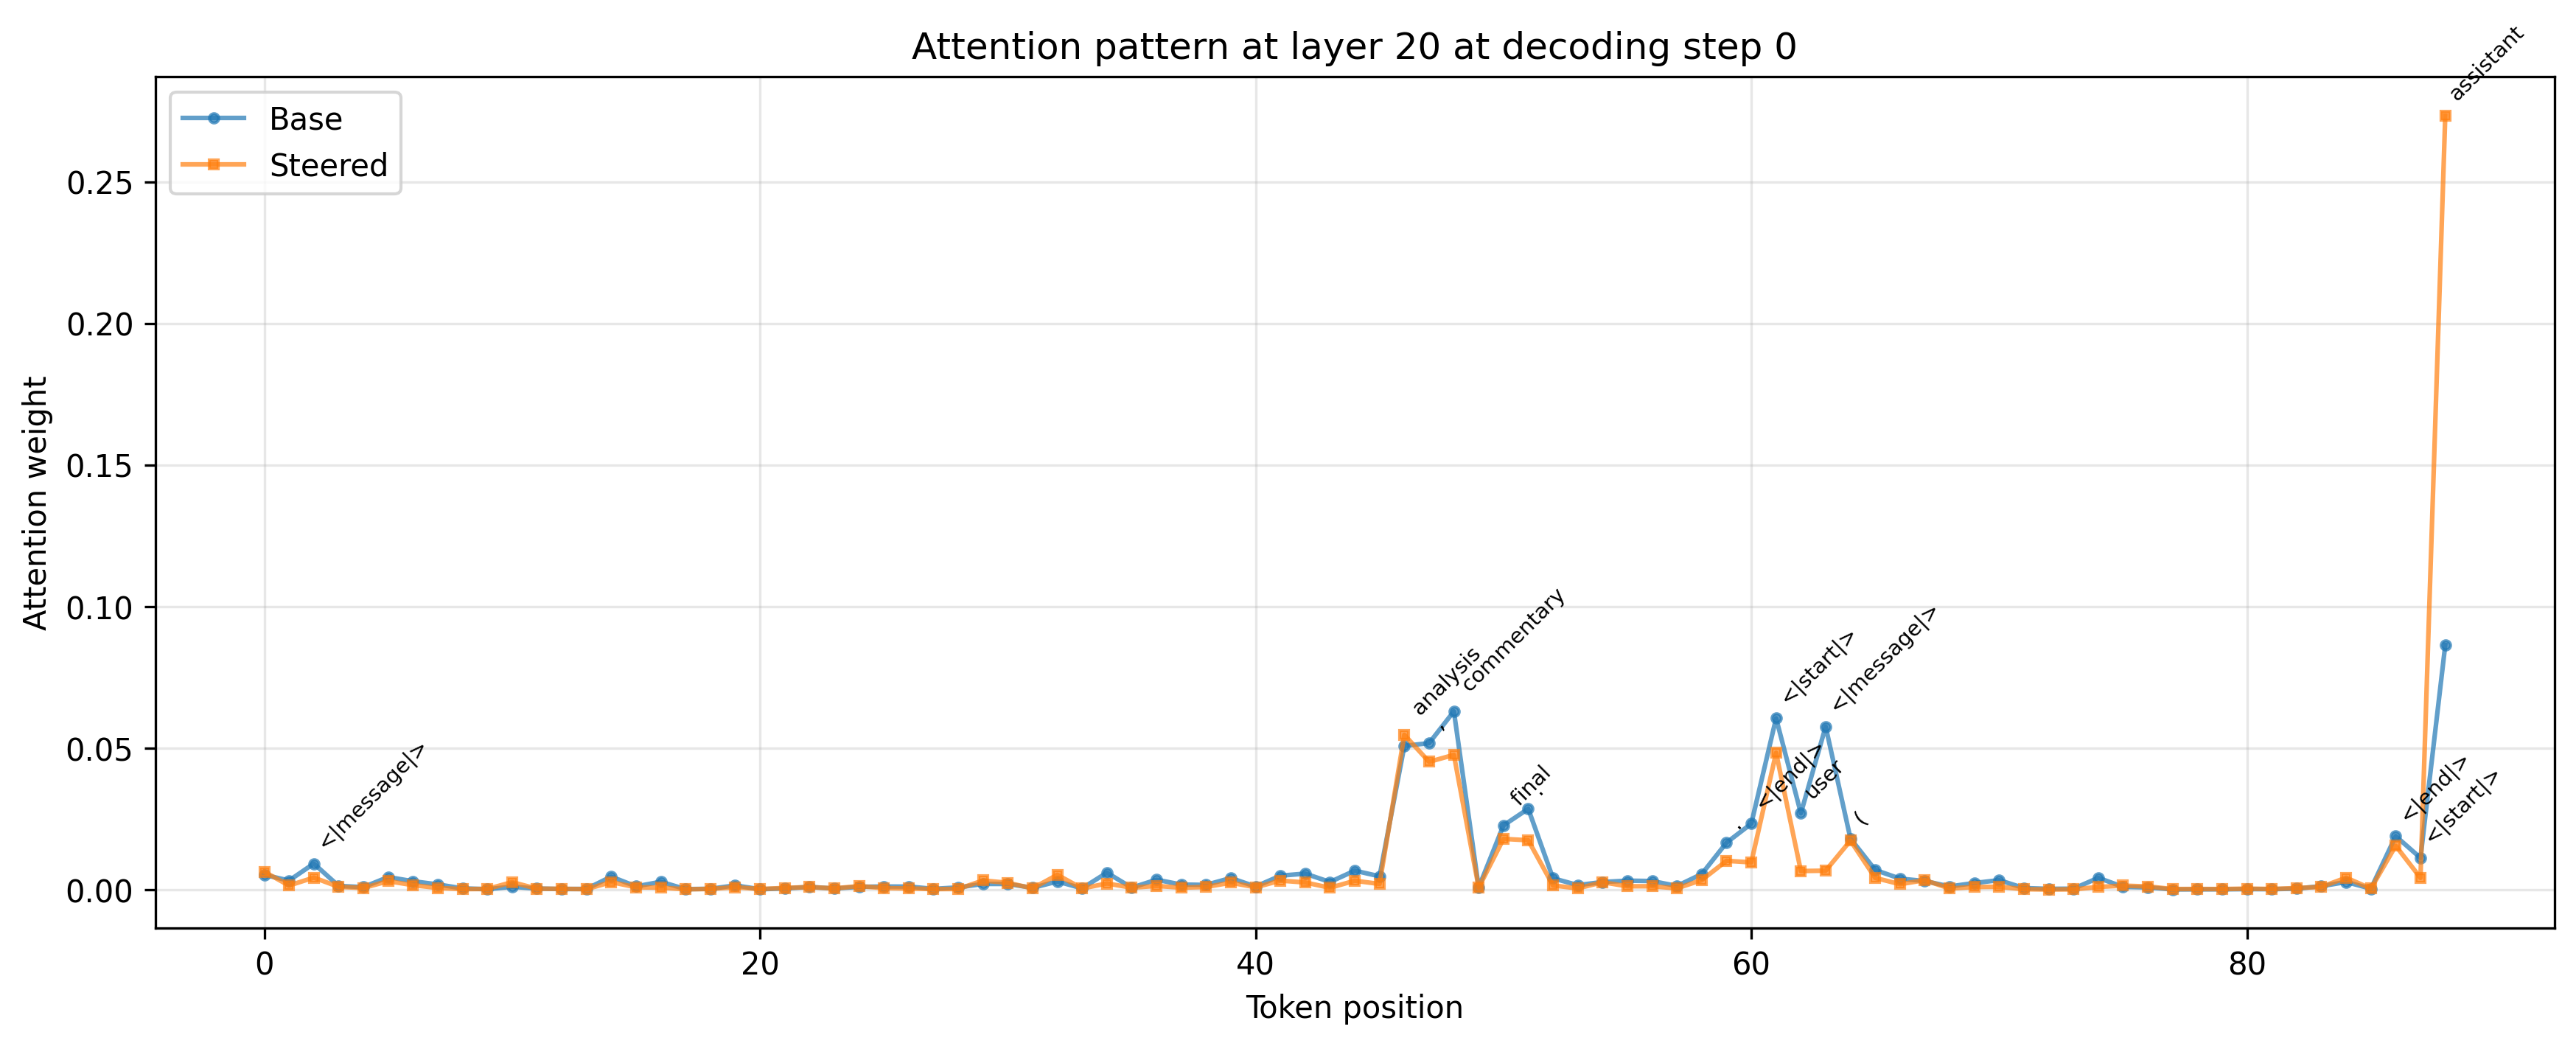 Attention pattern at layer 20 at decoding step 0
Base
Steered
Attention weight
0.25
0.20
0.15
0.10
0.05
0.00
<|message|>
analysis
,
commentary
final
.
.
<|end|>
<|start|>
user
<|message|>
(
<|end|>
<|start|>
assistant
0 20 40 60 80
Token position